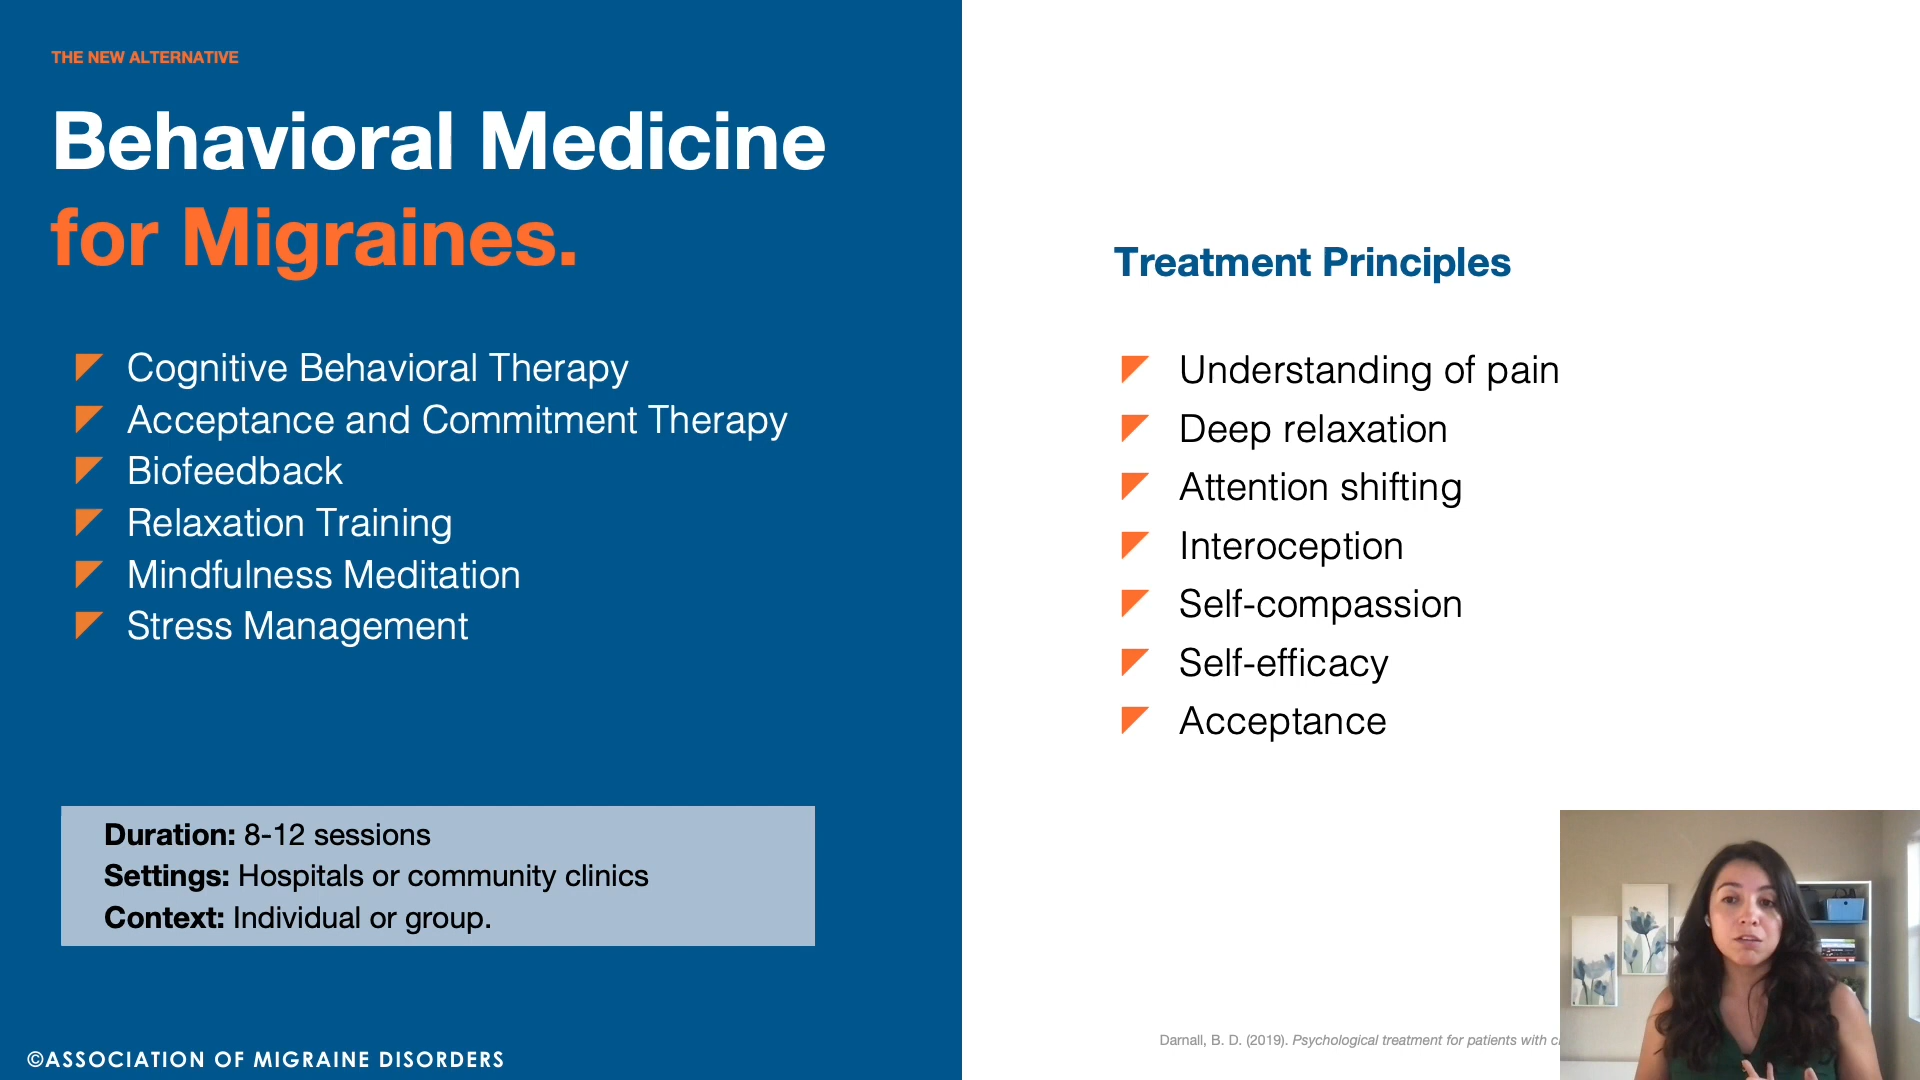 THE NEW ALTERNATIVE
Behavioral Medicine
for Migraines.
Cognitive Behavioral Therapy
Acceptance and Commitment Therapy
Biofeedback
Relaxation Training
Mindfulness Meditation
Stress Management
Duration: 8-12 sessions
Settings: Hospitals or community clinics
Context: Individual or group.
©ASSOCIATION OF MIGRAINE DISORDERS
Treatment Principles
Understanding of pain
Deep relaxation
Attention shifting
Interoception
Self-compassion
Self-efficacy
Acceptance
Darnall, B. D. (2019). Psychological treatment for patients with